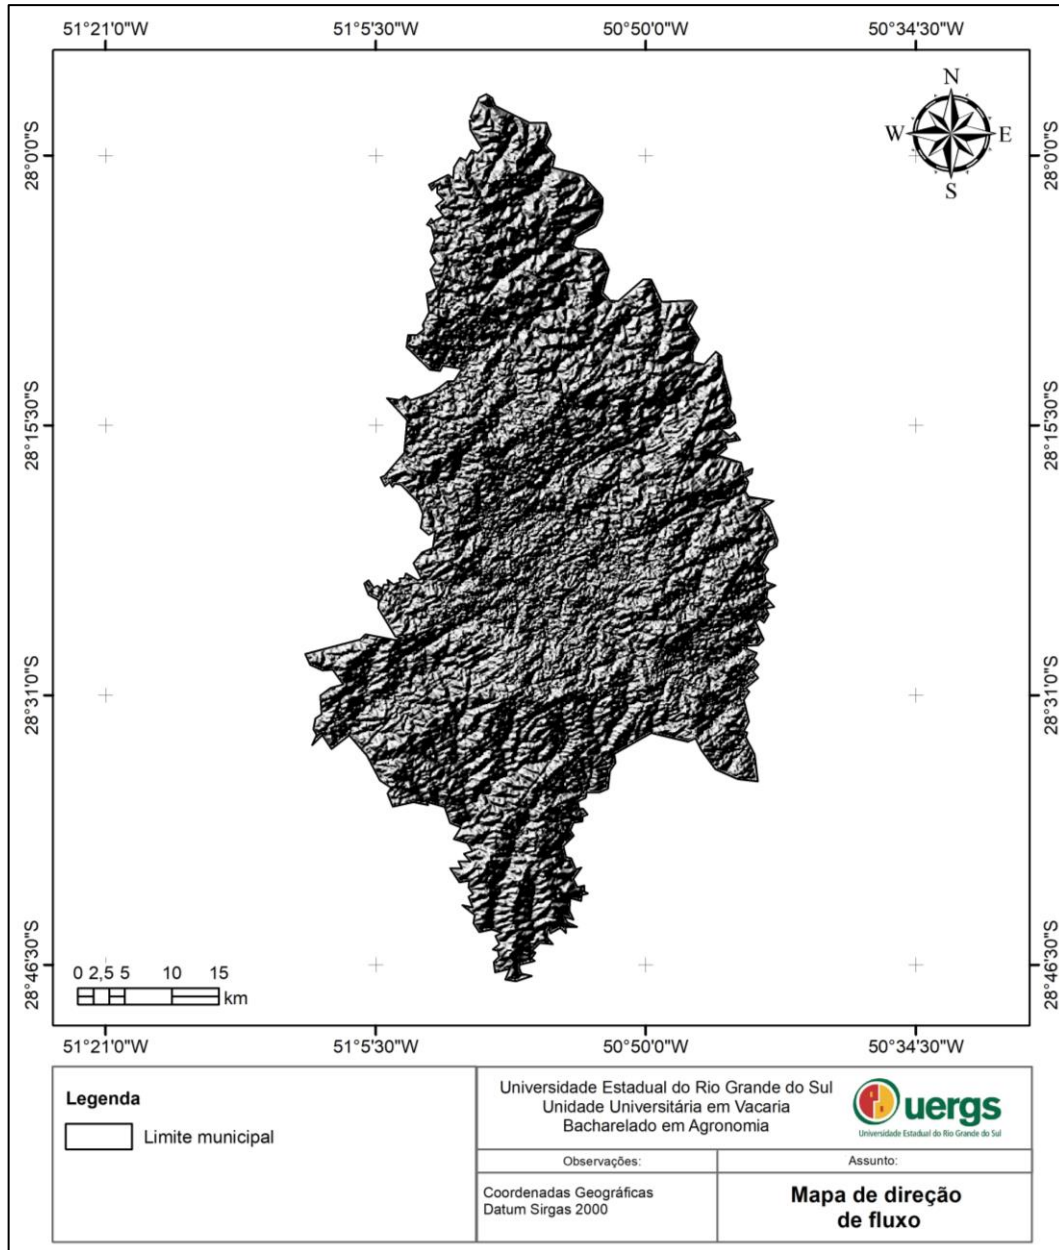 51°21'0"W 51°5'30"W 50°50'0"W 50°34'30"W
N
W E
S
28°0'0"S 28°0'0"S
28°15'30"S 28°15'30"S
28°31'0"S 28°31'0"S
28°46'30"S 28°46'30"S
0 2,5 5 10 15
km
51°21'0"W 51°5'30"W 50°50'0"W 50°34'30"W
Legenda
Limite municipal
Universidade Estadual do Rio Grande do Sul
Unidade Universitária em Vacaria
Bacharelado em Agronomia
uergs
Universidade Estadual do Rio Grande do Sul
Observações:
Coordenadas Geográficas
Datum Sirgas 2000
Assunto:
Mapa de direção
de fluxo